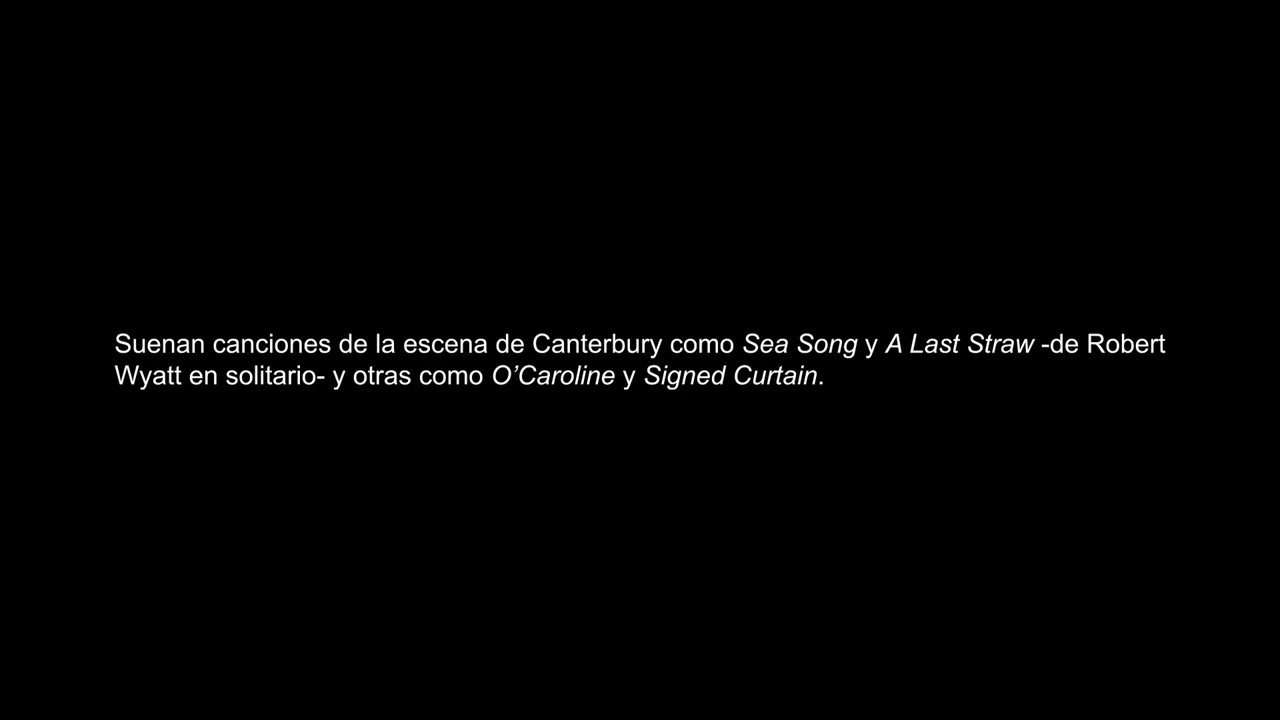 Suenan canciones de la escena de Canterbury como Sea Song y A Last Straw -de Robert
Wyatt en solitario- y otras como O’Caroline y Signed Curtain.